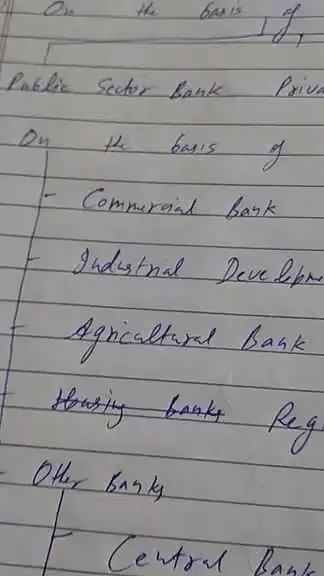 On the basis of
Public Sector Bank
On the basis of
Commercial Bank
Industrial
Agricultural Bank
Housing banks
Other Banks
Central Bank